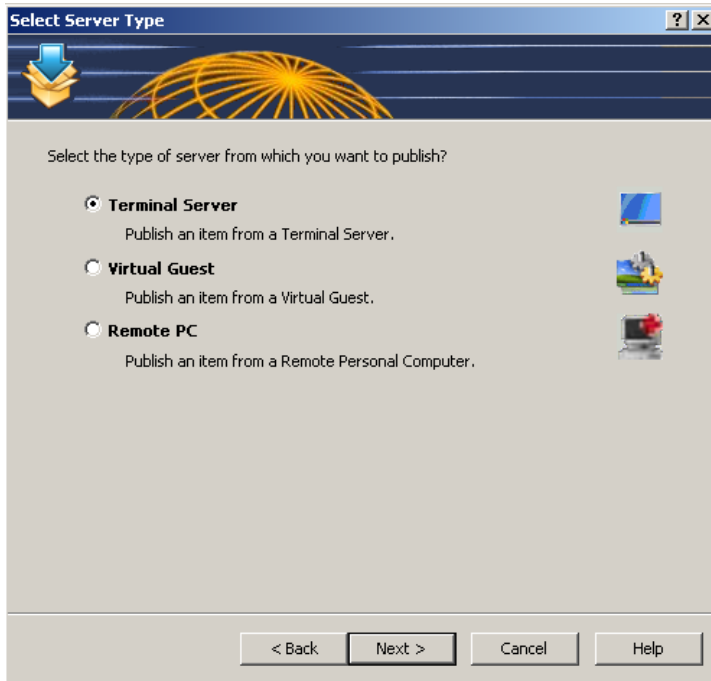 Select Server Type
Select the type of server from which you want to publish?
Terminal Server
Publish an item from a Terminal Server.
Virtual Guest
Publish an item from a Virtual Guest.
Remote PC
Publish an item from a Remote Personal Computer.
< Back Next > Cancel Help